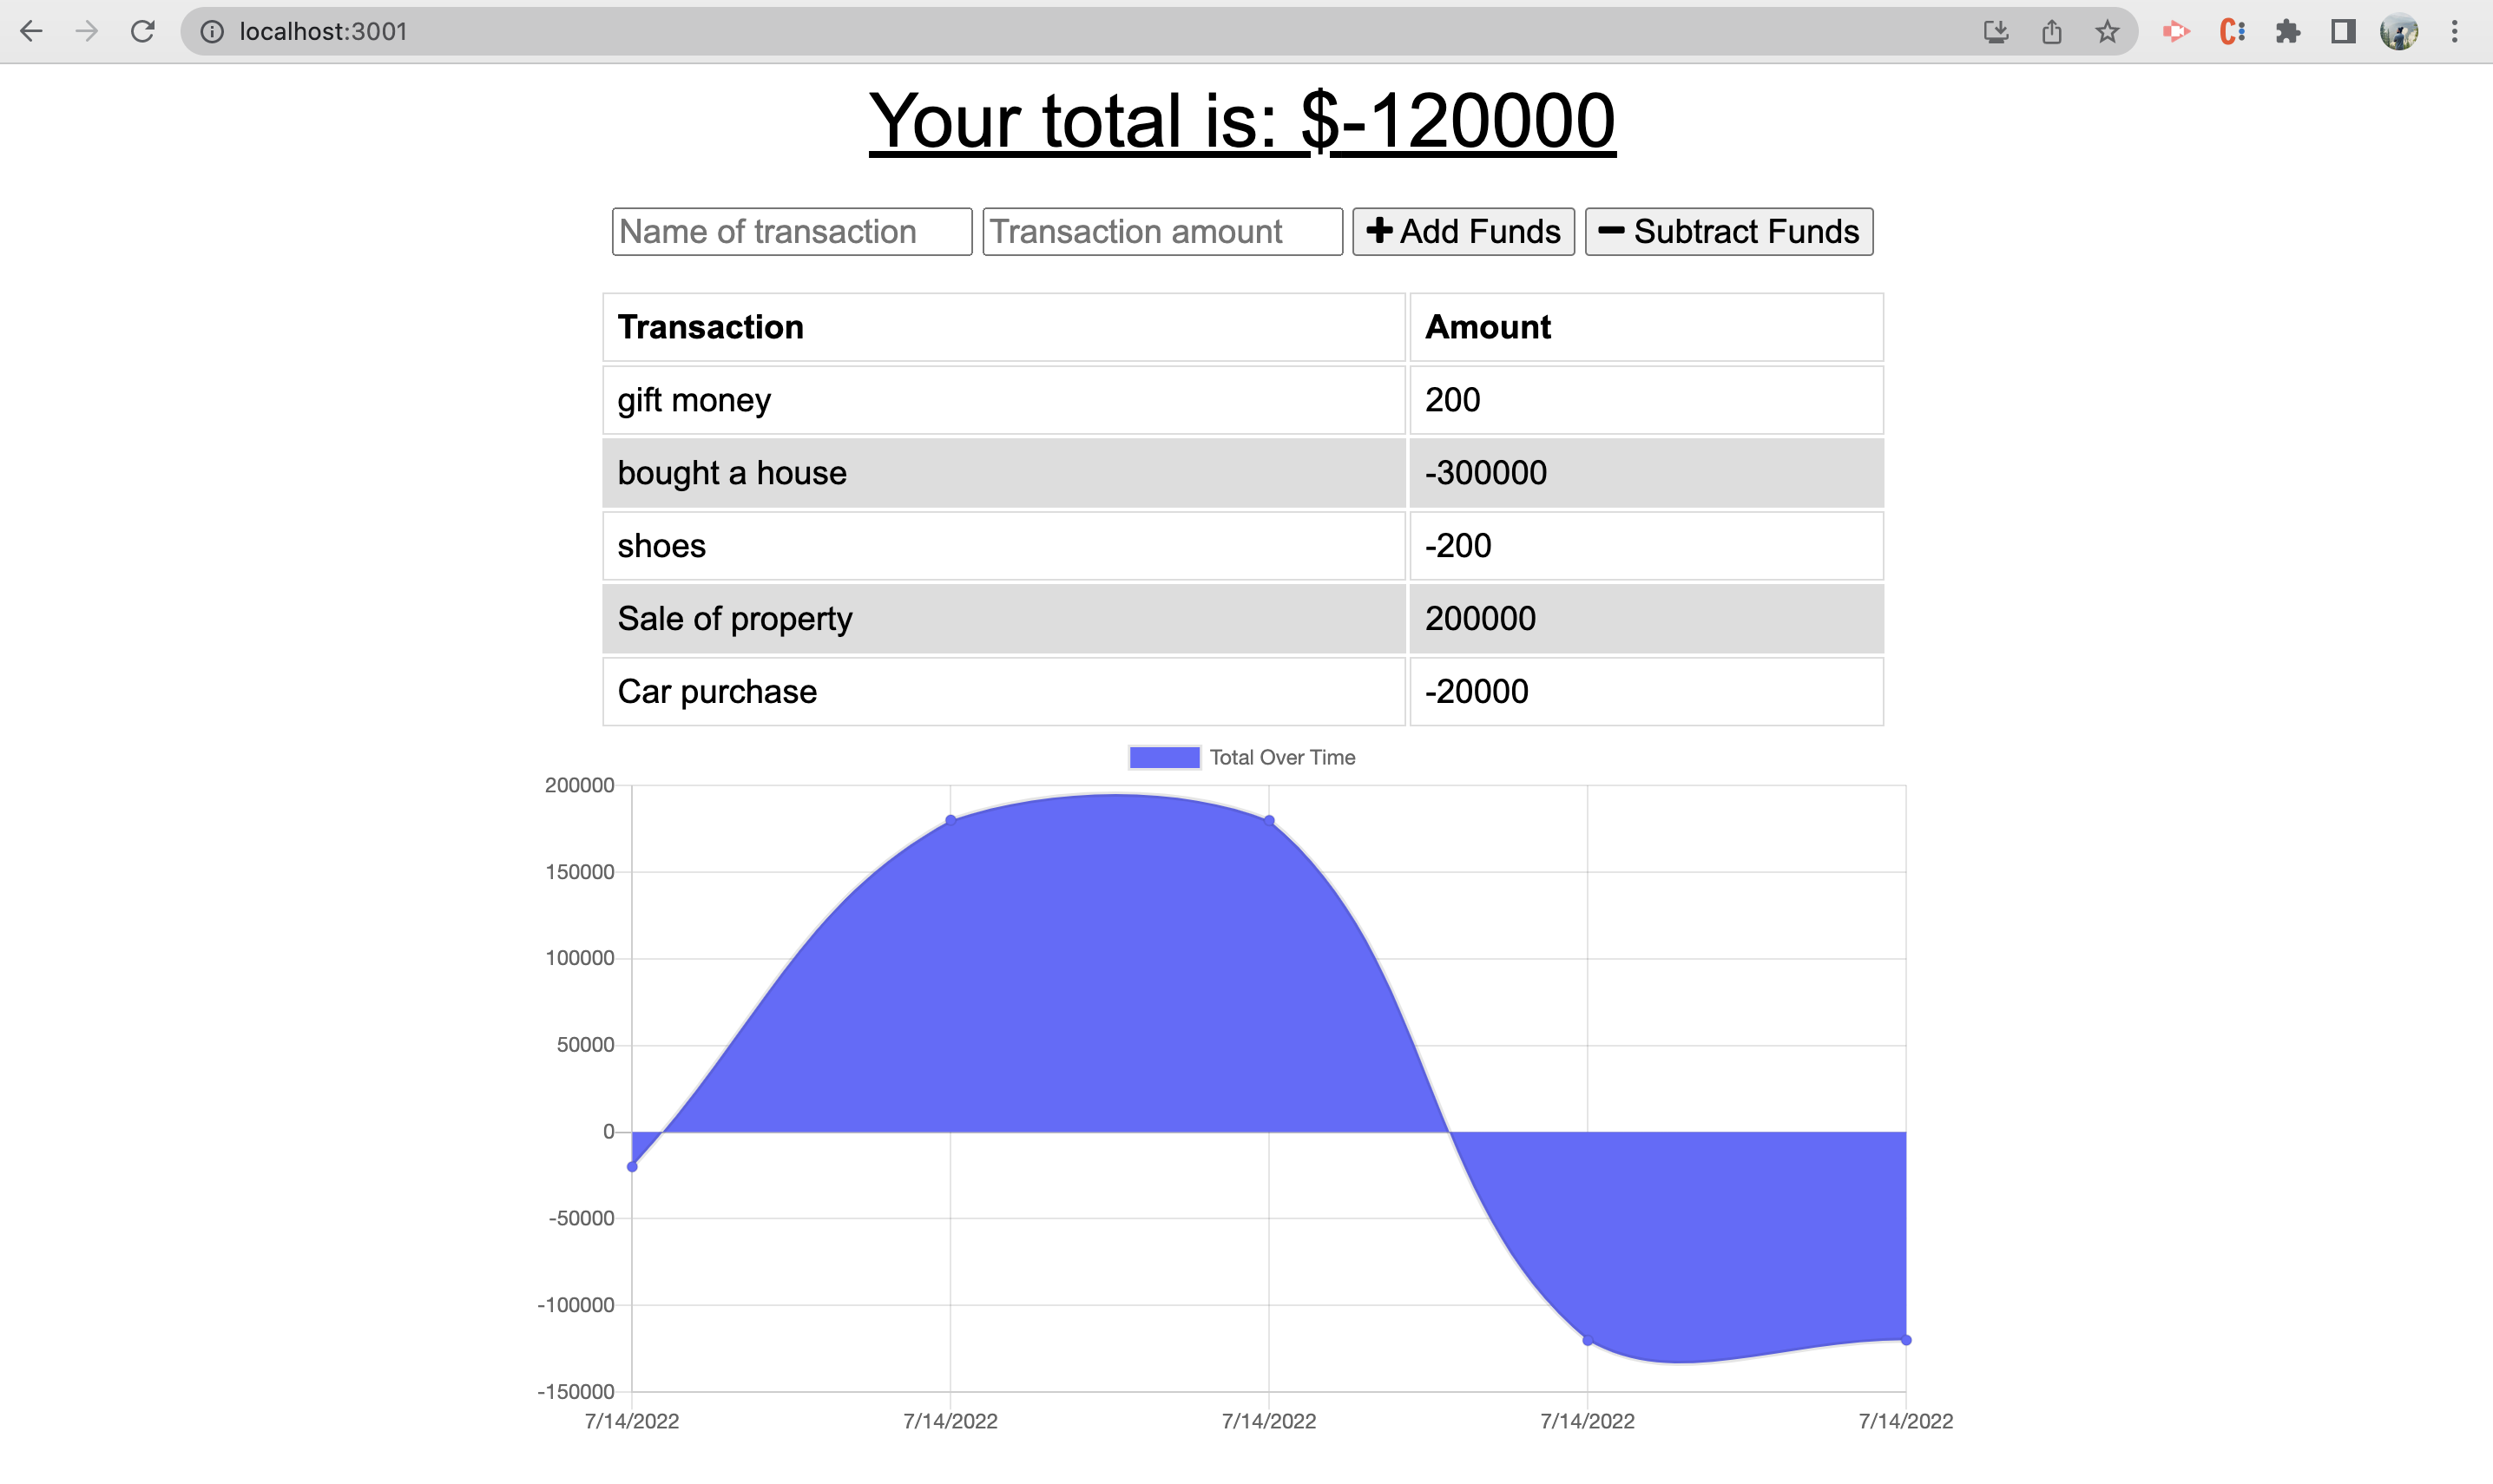 localhost:3001
Your total is: $-120000
Name of transaction Transaction amount Add Funds Subtract Funds
Transaction Amount
gift money 200
bought a house -300000
shoes -200
Sale of property 200000
Car purchase -20000
Total Over Time
200000
150000
100000
50000
0
-50000
-100000
-150000
7/14/2022 7/14/2022 7/14/2022 7/14/2022 7/14/2022